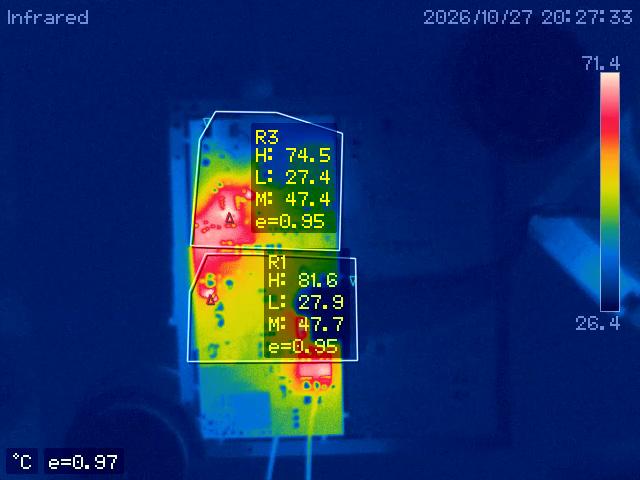 Infrared
2026/10/27 20:27:33
71.4
R3
H: 74.5
L: 27.4
M: 47.4
e=0.95
R1
H: 81.6
L: 27.9
M: 47.7
e=0.95
26.4
°C e=0.97